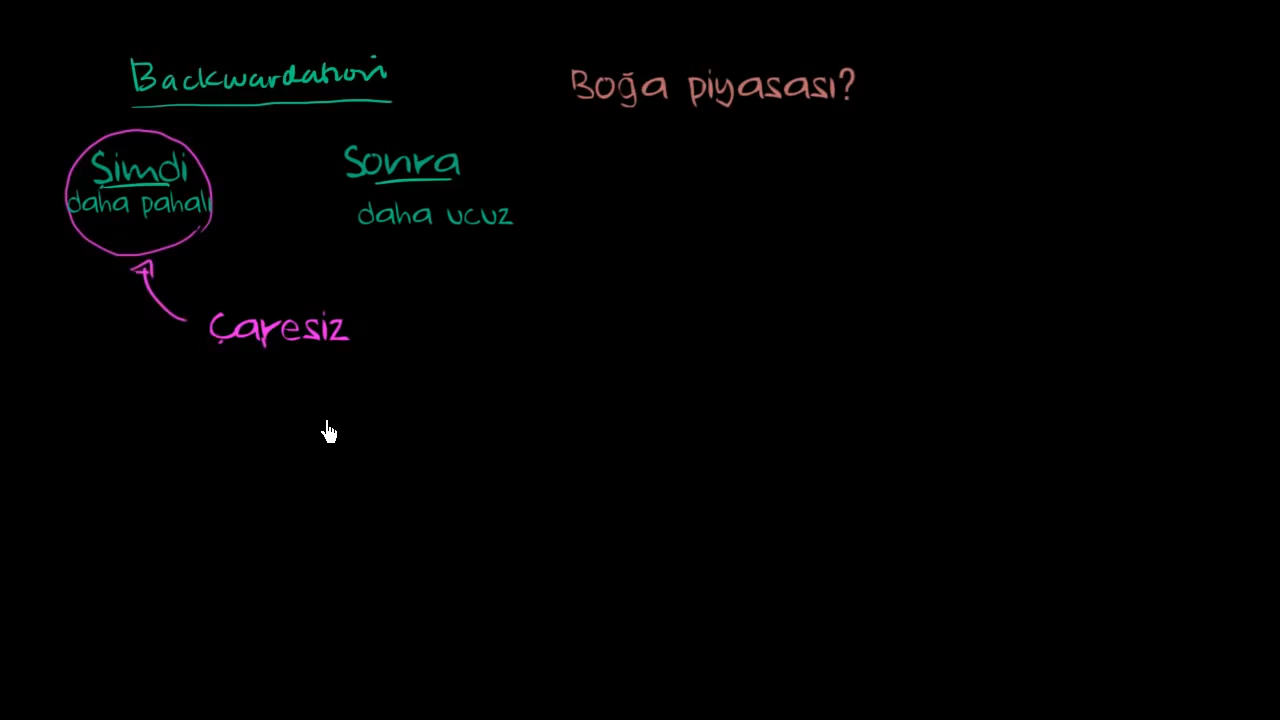 Backwardation
Boğa piyasası?
Şimdi
daha pahalı
Sonra
daha ucuz
Çaresiz